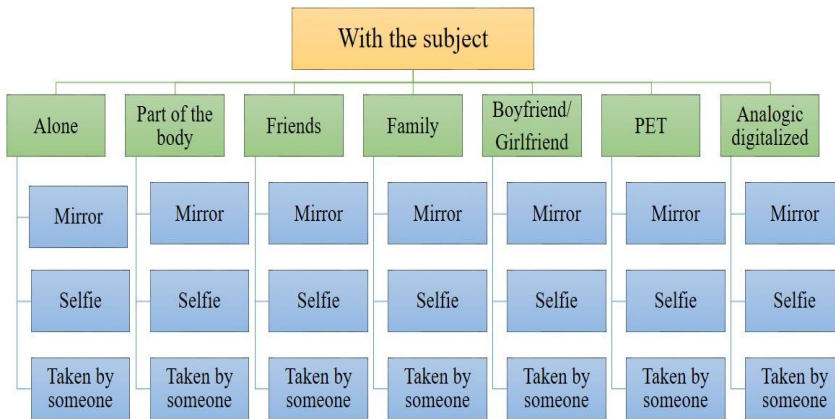 With the subject
Alone
Part of the
body
Friends
Family
Boyfriend/
Girlfriend
PET
Analogic
digitalized
Mirror
Mirror
Mirror
Mirror
Mirror
Mirror
Mirror
Selfie
Selfie
Selfie
Selfie
Selfie
Selfie
Selfie
Taken by
someone
Taken by
someone
Taken by
someone
Taken by
someone
Taken by
someone
Taken by
someone
Taken by
someone